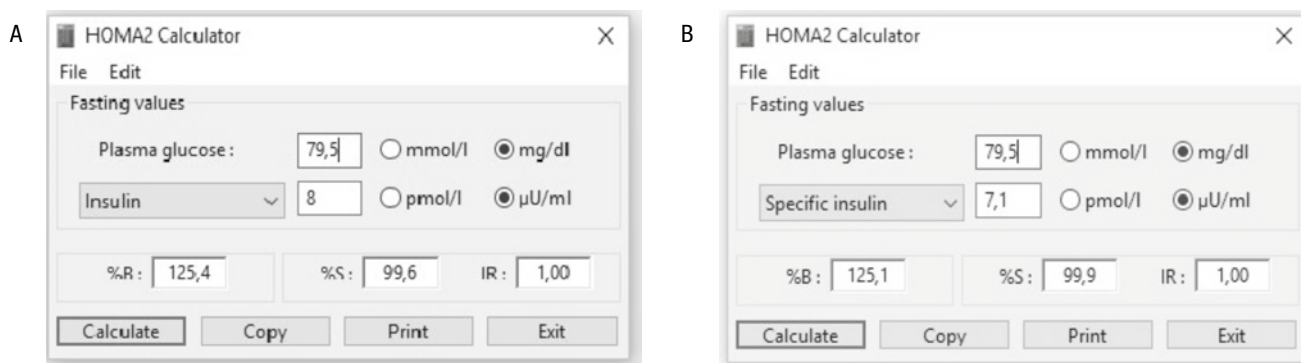 A
HOMA2 Calculator
File Edit
Fasting values
Plasma glucose : 79,5 mmol/l mg/dl
Insulin 8 pmol/l µU/ml
%B : 125,4 %S : 99,6 IR : 1,00
Calculate Copy Print Exit
B
HOMA2 Calculator
File Edit
Fasting values
Plasma glucose : 79,5 mmol/l mg/dl
Specific insulin 7,1 pmol/l µU/ml
%B : 125,1 %S : 99,9 IR : 1,00
Calculate Copy Print Exit